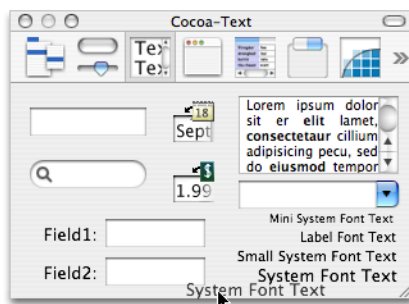 Cocoa-Text
Text
Text
18
Sept
$
1.99
Lorem ipsum dolor
sit er elit lamet,
consectetaur cillium
adipisicing pecu, sed
do eiusmod tempor
Field1:
Field2:
Mini System Font Text
Label Font Text
Small System Font Text
System Font Text
System Font Text